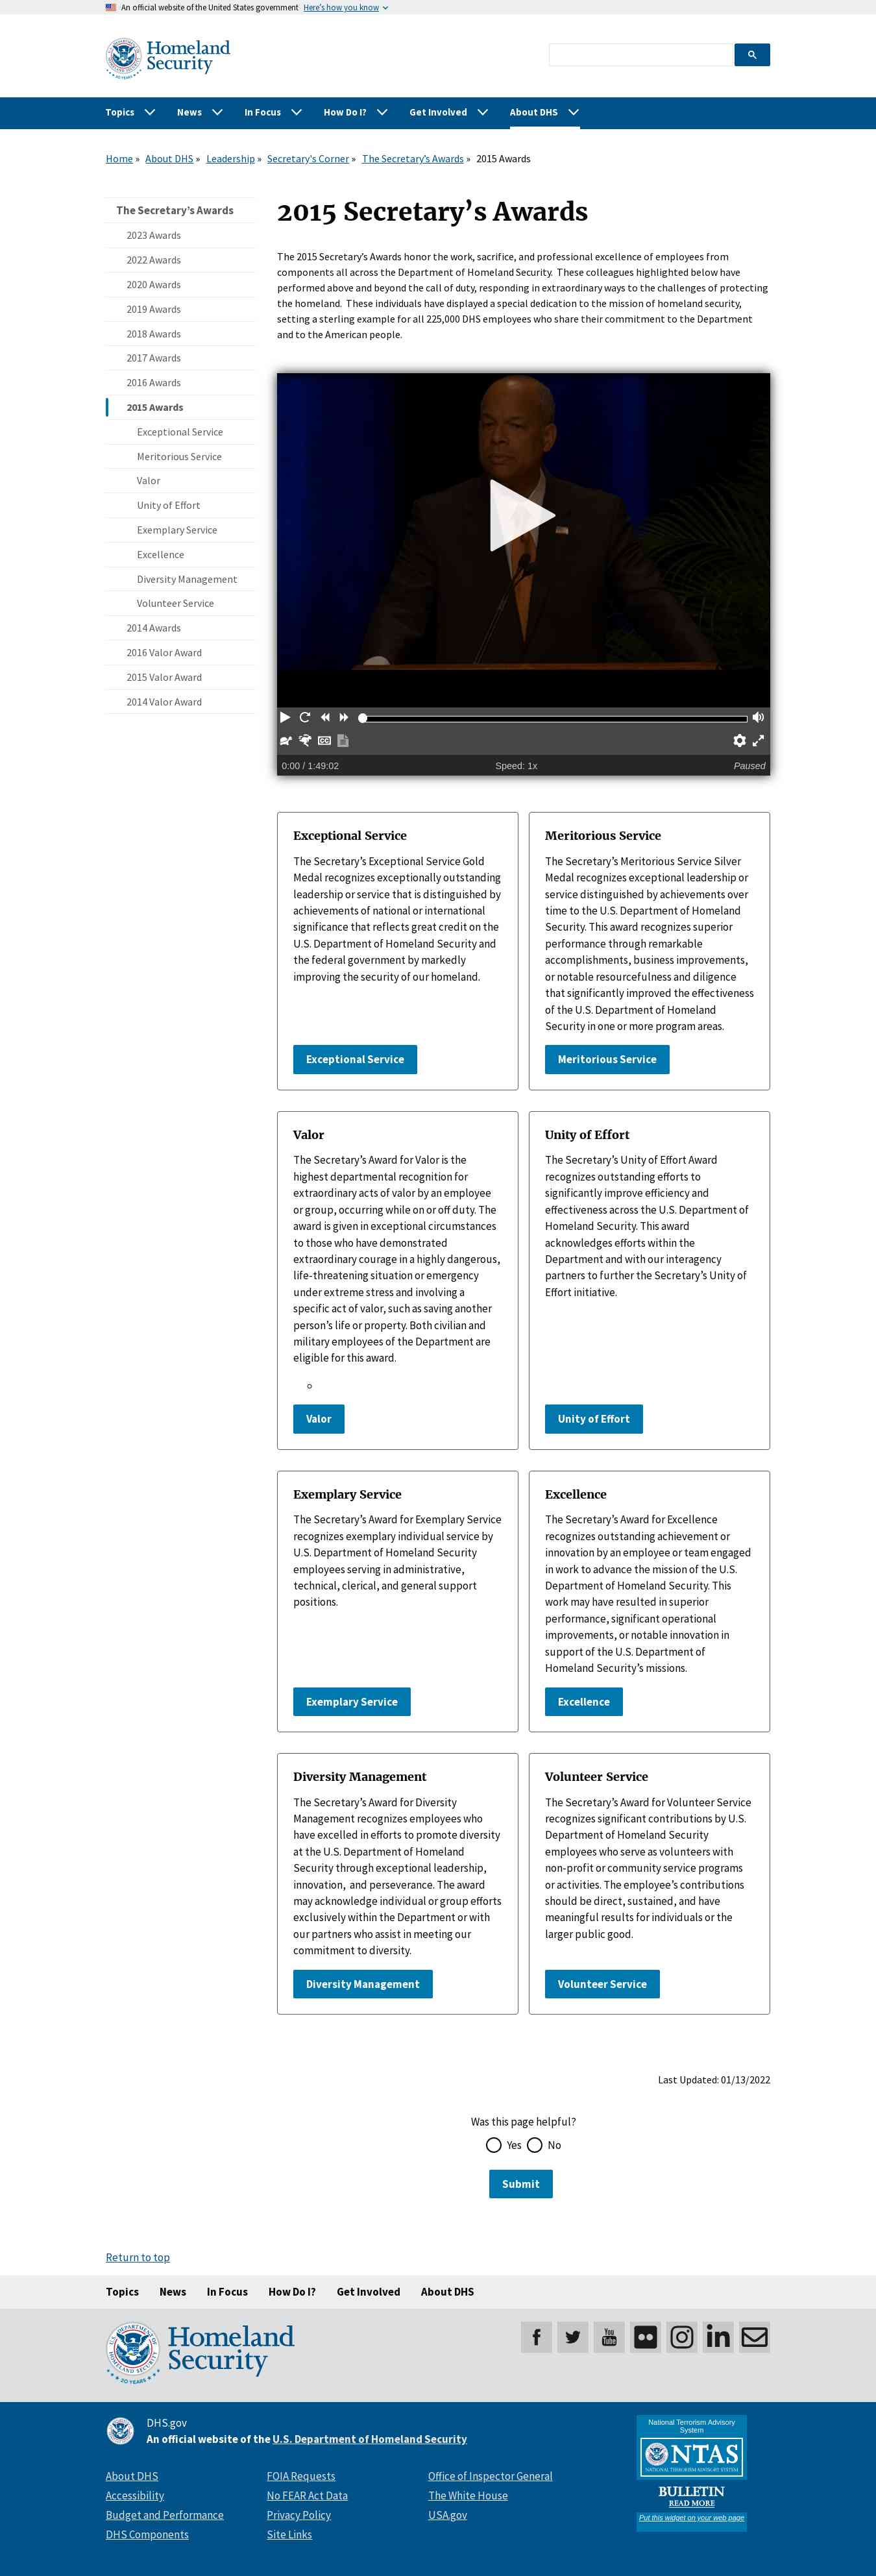 An official website of the United States government Here's how you know
Homeland
Security
Topics News In Focus How Do I? Get Involved About DHS
Home » About DHS » Leadership » Secretary's Corner » The Secretary’s Awards » 2015 Awards
The Secretary’s Awards
2023 Awards
2022 Awards
2020 Awards
2019 Awards
2018 Awards
2017 Awards
2016 Awards
2015 Awards
Exceptional Service
Meritorious Service
Valor
Unity of Effort
Exemplary Service
Excellence
Diversity Management
Volunteer Service
2014 Awards
2016 Valor Award
2015 Valor Award
2014 Valor Award
2015 Secretary’s Awards
The 2015 Secretary’s Awards honor the work, sacrifice, and professional excellence of employees from
components all across the Department of Homeland Security.  These colleagues highlighted below have
performed above and beyond the call of duty, responding in extraordinary ways to the challenges of protecting
the homeland.  These individuals have displayed a special dedication to the mission of homeland security,
setting a sterling example for all 225,000 DHS employees who share their commitment to the Department
and to the American people.
CC
0:00 / 1:49:02 Speed: 1x Paused
Exceptional Service
The Secretary’s Exceptional Service Gold
Medal recognizes exceptionally outstanding
leadership or service that is distinguished by
achievements of national or international
significance that reflects great credit on the
U.S. Department of Homeland Security and
the federal government by markedly
improving the security of our homeland.
Exceptional Service
Meritorious Service
The Secretary’s Meritorious Service Silver
Medal recognizes exceptional leadership or
service distinguished by achievements over
time to the U.S. Department of Homeland
Security. This award recognizes superior
performance through remarkable
accomplishments, business improvements,
or notable resourcefulness and diligence
that significantly improved the effectiveness
of the U.S. Department of Homeland
Security in one or more program areas.
Meritorious Service
Valor
The Secretary’s Award for Valor is the
highest departmental recognition for
extraordinary acts of valor by an employee
or group, occurring while on or off duty. The
award is given in exceptional circumstances
to those who have demonstrated
extraordinary courage in a highly dangerous,
life-threatening situation or emergency
under extreme stress and involving a
specific act of valor, such as saving another
person’s life or property. Both civilian and
military employees of the Department are
eligible for this award.
Valor
Unity of Effort
The Secretary’s Unity of Effort Award
recognizes outstanding efforts to
significantly improve efficiency and
effectiveness across the U.S. Department of
Homeland Security. This award
acknowledges efforts within the
Department and with our interagency
partners to further the Secretary’s Unity of
Effort initiative.
Unity of Effort
Exemplary Service
The Secretary’s Award for Exemplary Service
recognizes exemplary individual service by
U.S. Department of Homeland Security
employees serving in administrative,
technical, clerical, and general support
positions.
Exemplary Service
Excellence
The Secretary’s Award for Excellence
recognizes outstanding achievement or
innovation by an employee or team engaged
in work to advance the mission of the U.S.
Department of Homeland Security. This
work may have resulted in superior
performance, significant operational
improvements, or notable innovation in
support of the U.S. Department of
Homeland Security’s missions.
Excellence
Diversity Management
The Secretary’s Award for Diversity
Management recognizes employees who
have excelled in efforts to promote diversity
at the U.S. Department of Homeland
Security through exceptional leadership,
innovation,  and perseverance. The award
may acknowledge individual or group efforts
exclusively within the Department or with
our partners who assist in meeting our
commitment to diversity.
Diversity Management
Volunteer Service
The Secretary’s Award for Volunteer Service
recognizes significant contributions by U.S.
Department of Homeland Security
employees who serve as volunteers with
non-profit or community service programs
or activities. The employee’s contributions
should be direct, sustained, and have
meaningful results for individuals or the
larger public good.
Volunteer Service
Last Updated: 01/13/2022
Was this page helpful?
Yes No
Submit
Return to top
Topics News In Focus How Do I? Get Involved About DHS
Homeland
Security
20 YEARS
You
Tube
in
DHS.gov
An official website of the U.S. Department of Homeland Security
About DHS
Accessibility
Budget and Performance
DHS Components
FOIA Requests
No FEAR Act Data
Privacy Policy
Site Links
Office of Inspector General
The White House
USA.gov
National Terrorism Advisory
System
NTAS
NATIONAL TERRORISM ADVISORY SYSTEM
BULLETIN
READ MORE
Put this widget on your web page